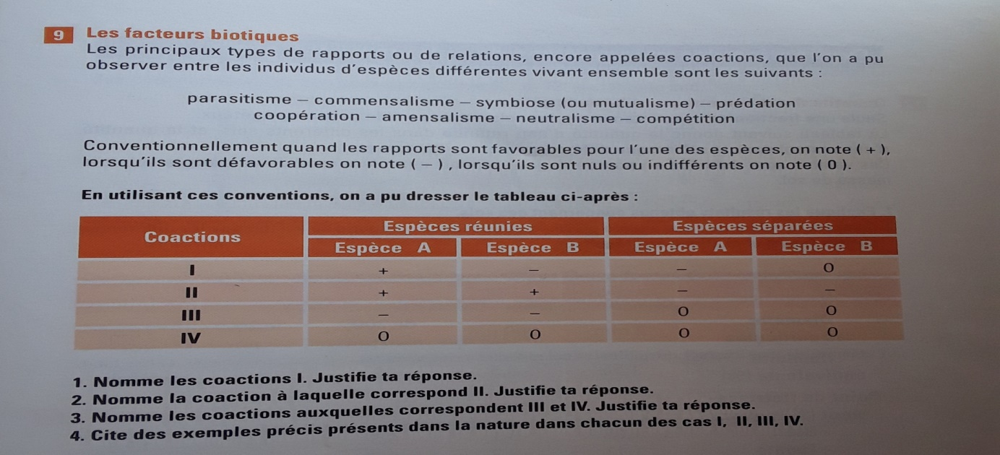 9 Les facteurs biotiques
Les principaux types de rapports ou de relations, encore appelées coactions, que l'on a pu
observer entre les individus d'espèces différentes vivant ensemble sont les suivants :
parasitisme – commensalisme – symbiose (ou mutualisme) – prédation
coopération – amensalisme – neutralisme – compétition
Conventionnellement quand les rapports sont favorables pour l'une des espèces, on note ( + ),
lorsqu'ils sont défavorables on note ( – ) , lorsqu'ils sont nuls ou indifférents on note ( 0 ).
En utilisant ces conventions, on a pu dresser le tableau ci-après :
Coactions Espèces réunies Espèces séparées
Espèce A Espèce B Espèce A Espèce B
I + – – O
II + + – –
III – – O O
IV O O O O
1. Nomme les coactions I. Justifie ta réponse.
2. Nomme la coaction à laquelle correspond II. Justifie ta réponse.
3. Nomme les coactions auxquelles correspondent III et IV. Justifie ta réponse.
4. Cite des exemples précis présents dans la nature dans chacun des cas I, II, III, IV.